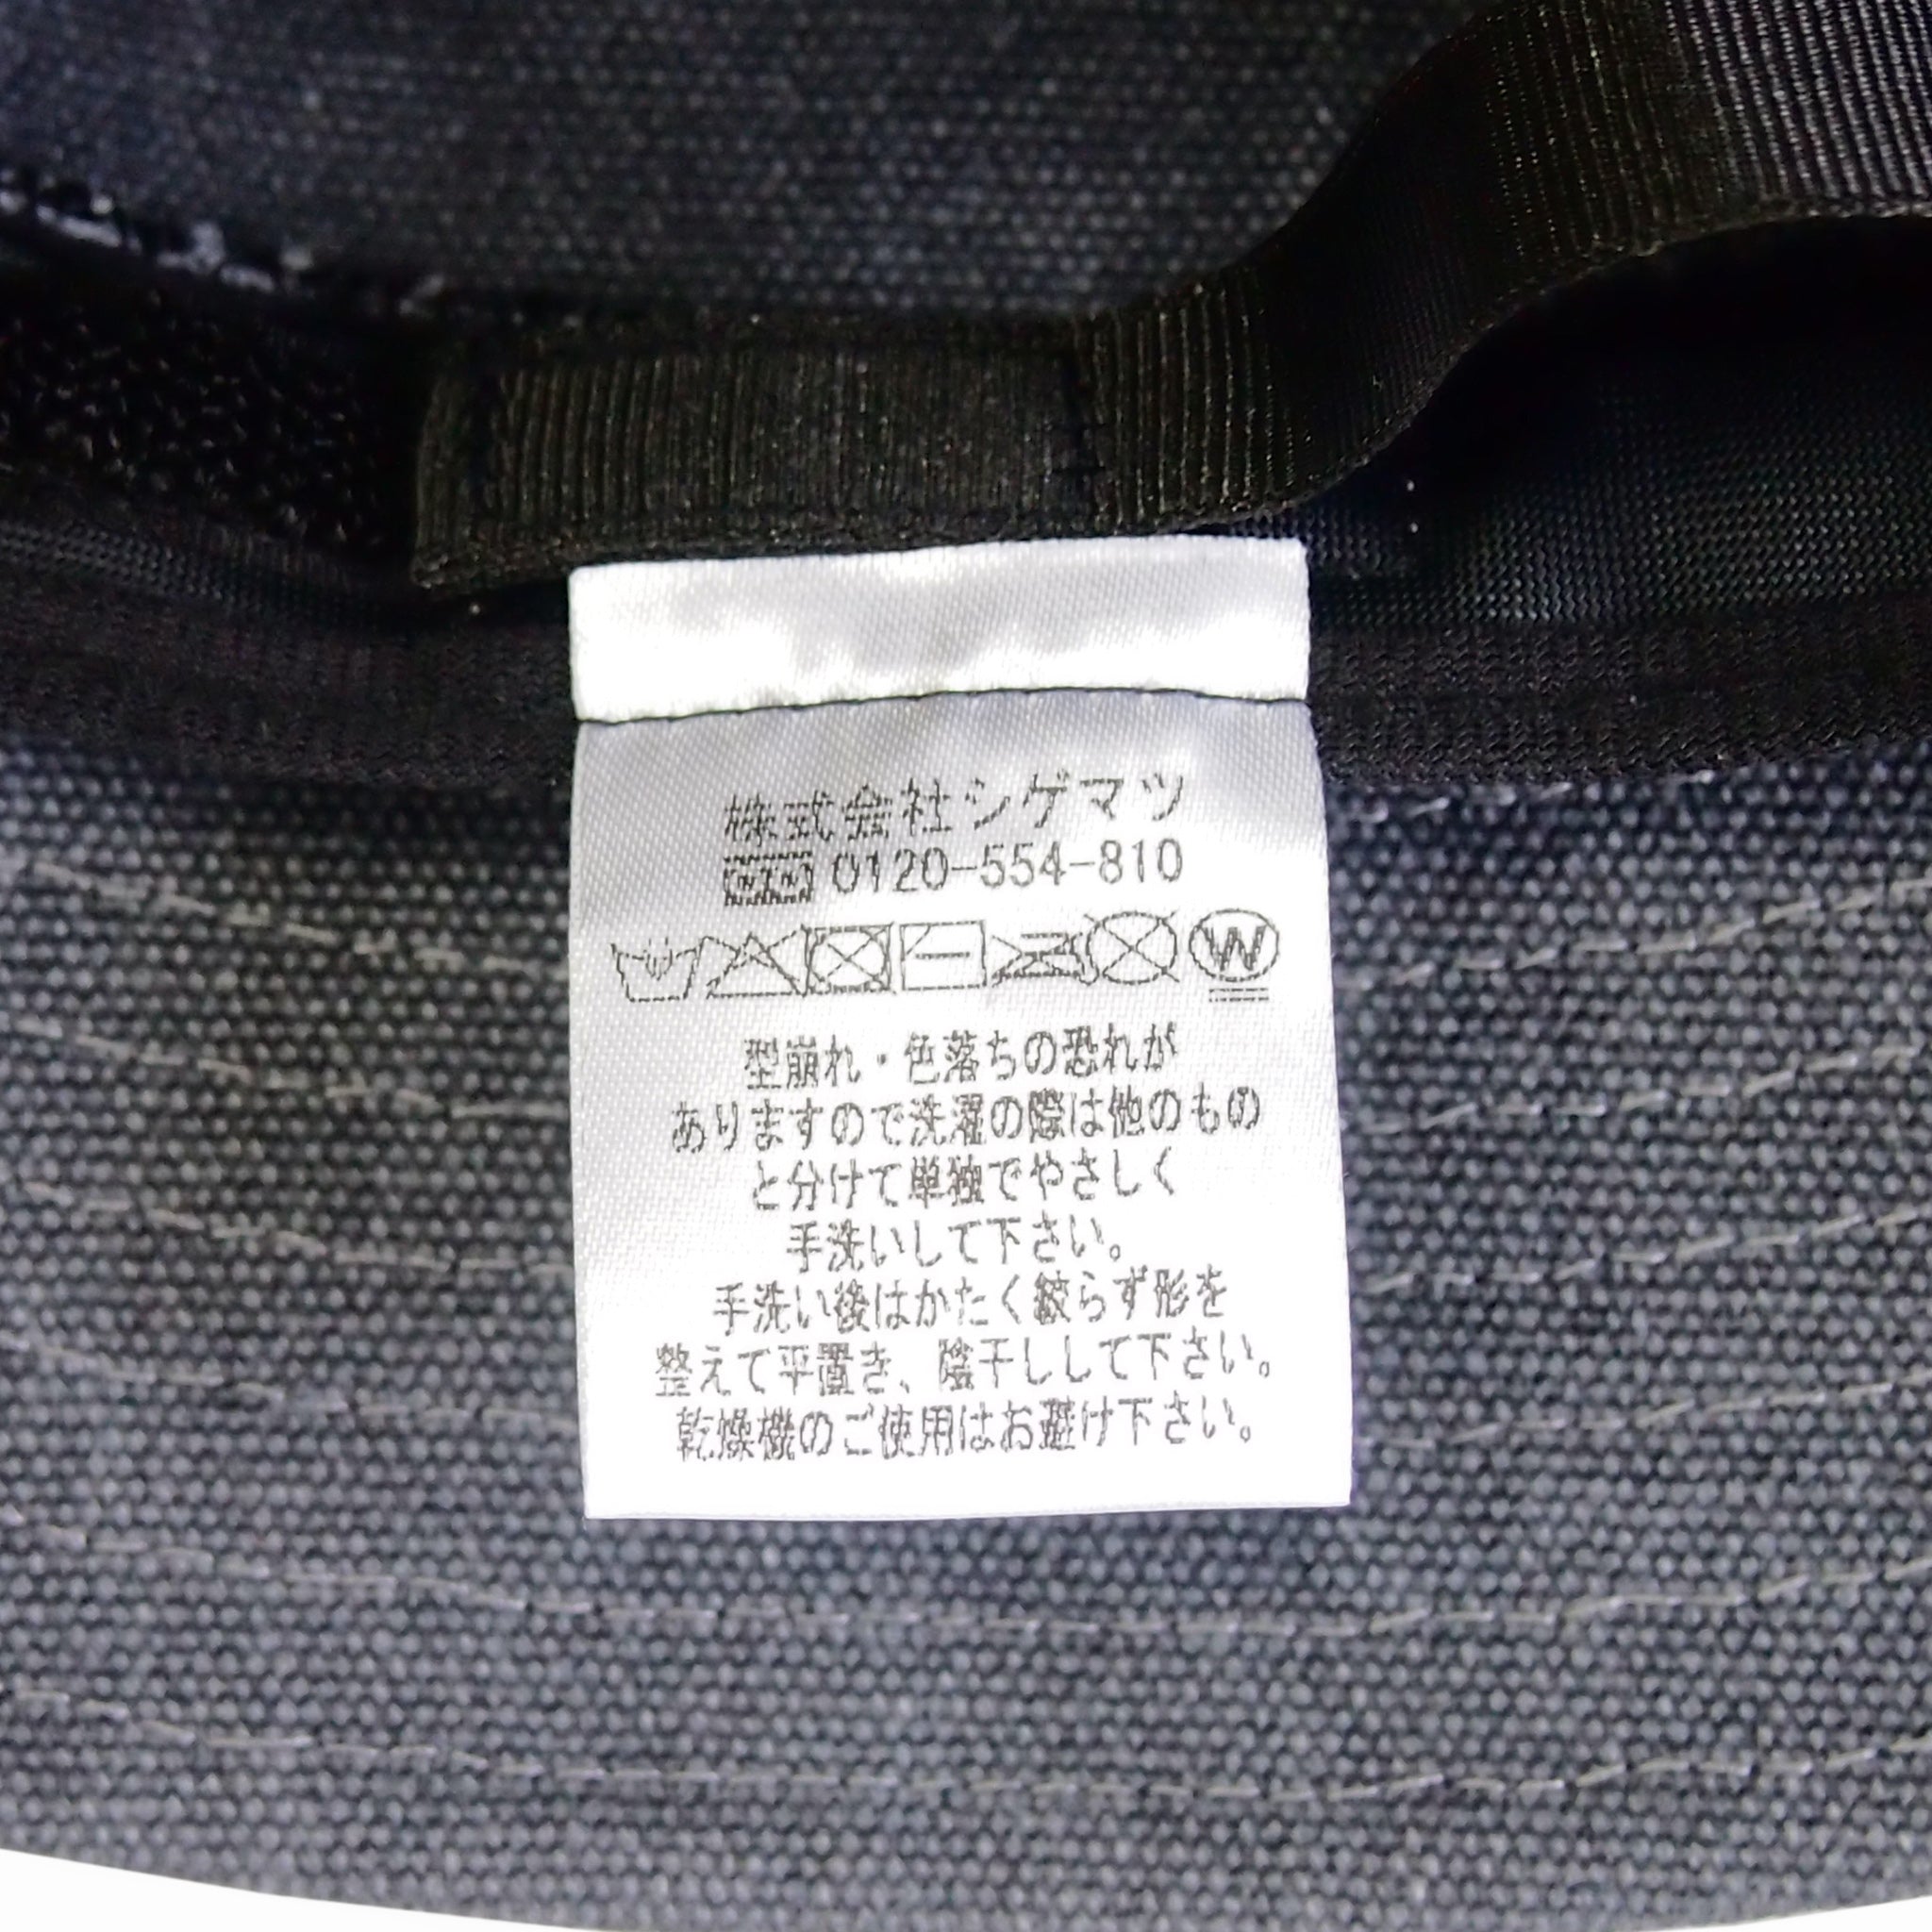 株式会社シゲマツ
0120-554-810
W
型崩れ・色落ちの恐れが
ありますので洗濯の際は他のもの
と分けて単独でやさしく
手洗いして下さい。
手洗い後はかたく絞らず形を
整えて平置き、陰干しして下さい。
乾燥機のご使用はお避け下さい。